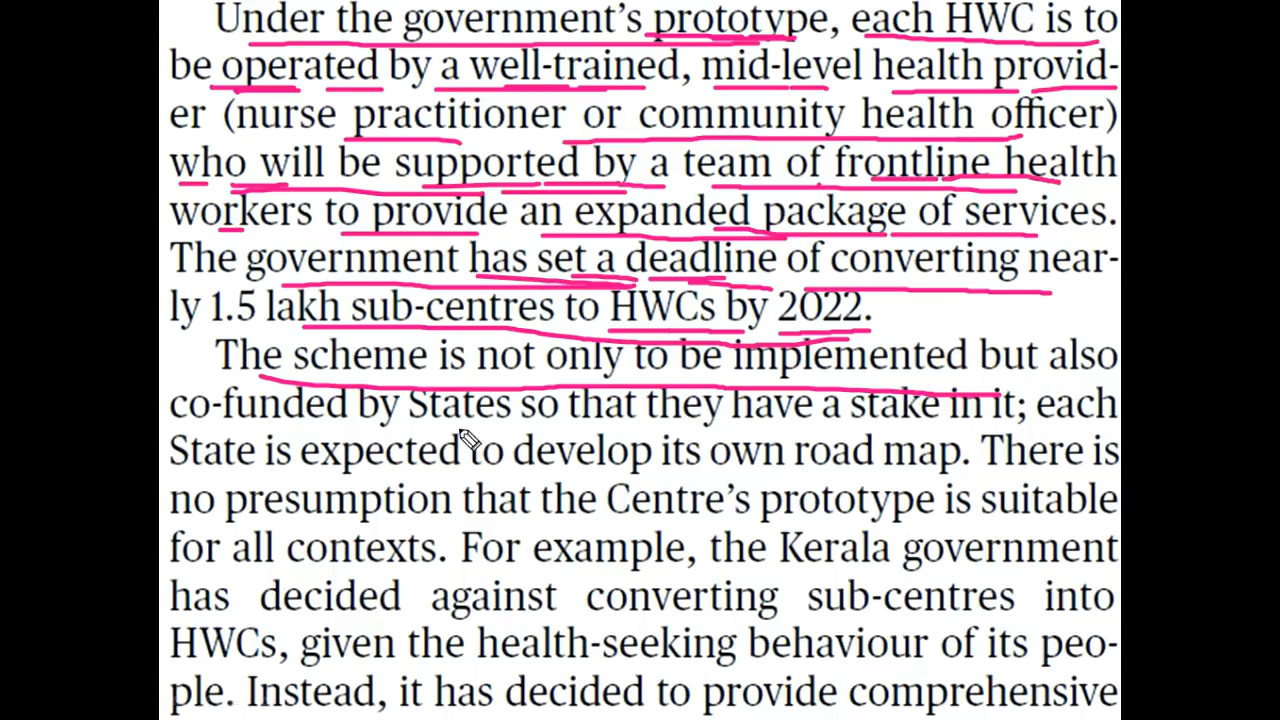 Under the government’s prototype, each HWC is to
be operated by a well-trained, mid-level health provid-
er (nurse practitioner or community health officer)
who will be supported by a team of frontline health
workers to provide an expanded package of services.
The government has set a deadline of converting near-
ly 1.5 lakh sub-centres to HWCs by 2022.
The scheme is not only to be implemented but also
co-funded by States so that they have a stake in it; each
State is expected to develop its own road map. There is
no presumption that the Centre’s prototype is suitable
for all contexts. For example, the Kerala government
has decided against converting sub-centres into
HWCs, given the health-seeking behaviour of its peo-
ple. Instead, it has decided to provide comprehensive